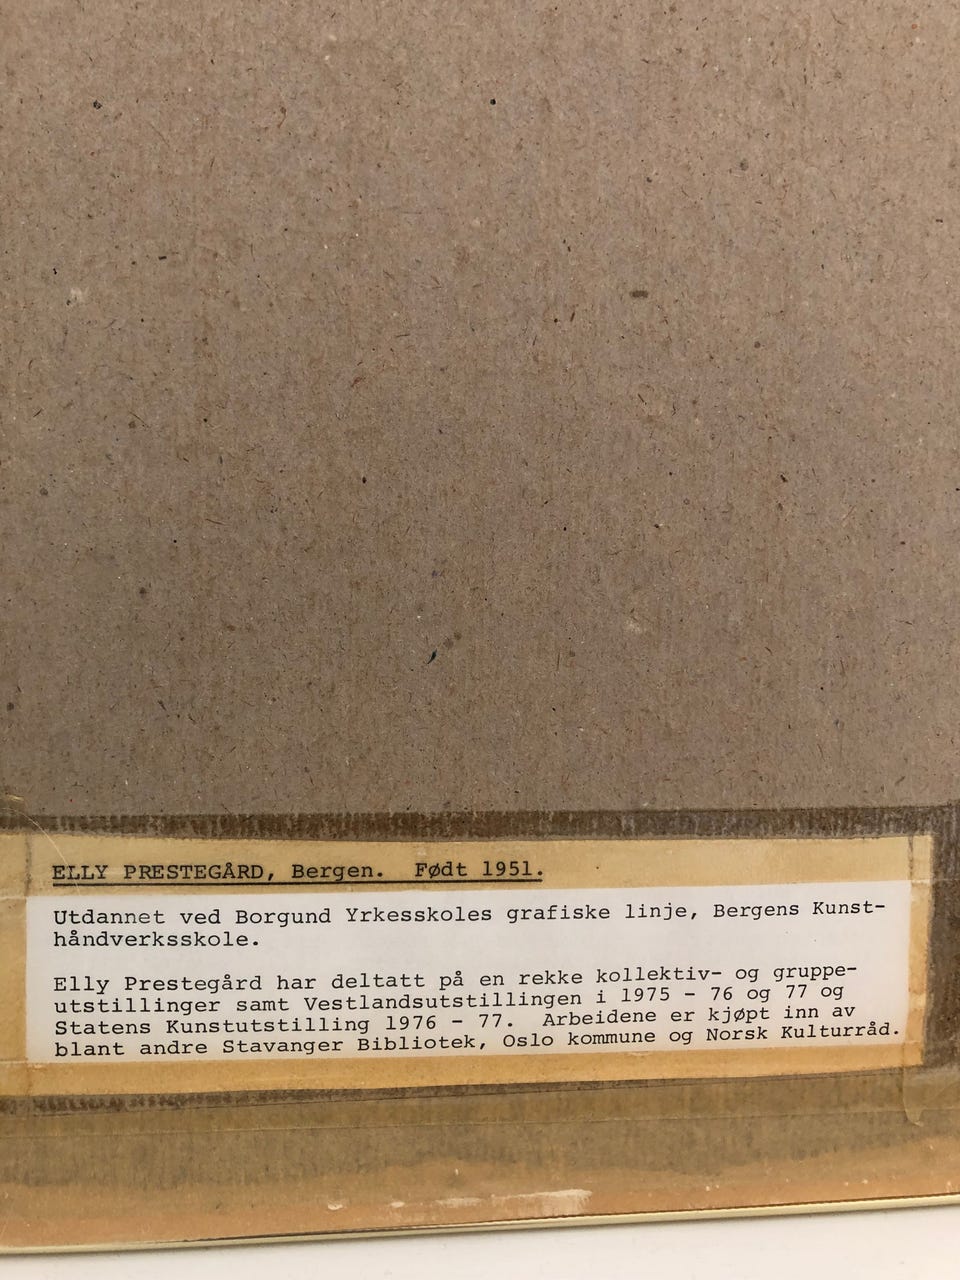 ELLY PRESTEGÅRD, Bergen.  Født 1951.
Utdannet ved Borgund Yrkesskoles grafiske linje, Bergens Kunst-
håndverksskole.
Elly Prestegård har deltatt på en rekke kollektiv- og gruppe-
utstillinger samt Vestlandsutstillingen i 1975 - 76 og 77 og
Statens Kunstutstilling 1976 - 77.  Arbeidene er kjøpt inn av
blant andre Stavanger Bibliotek, Oslo kommune og Norsk Kulturråd.